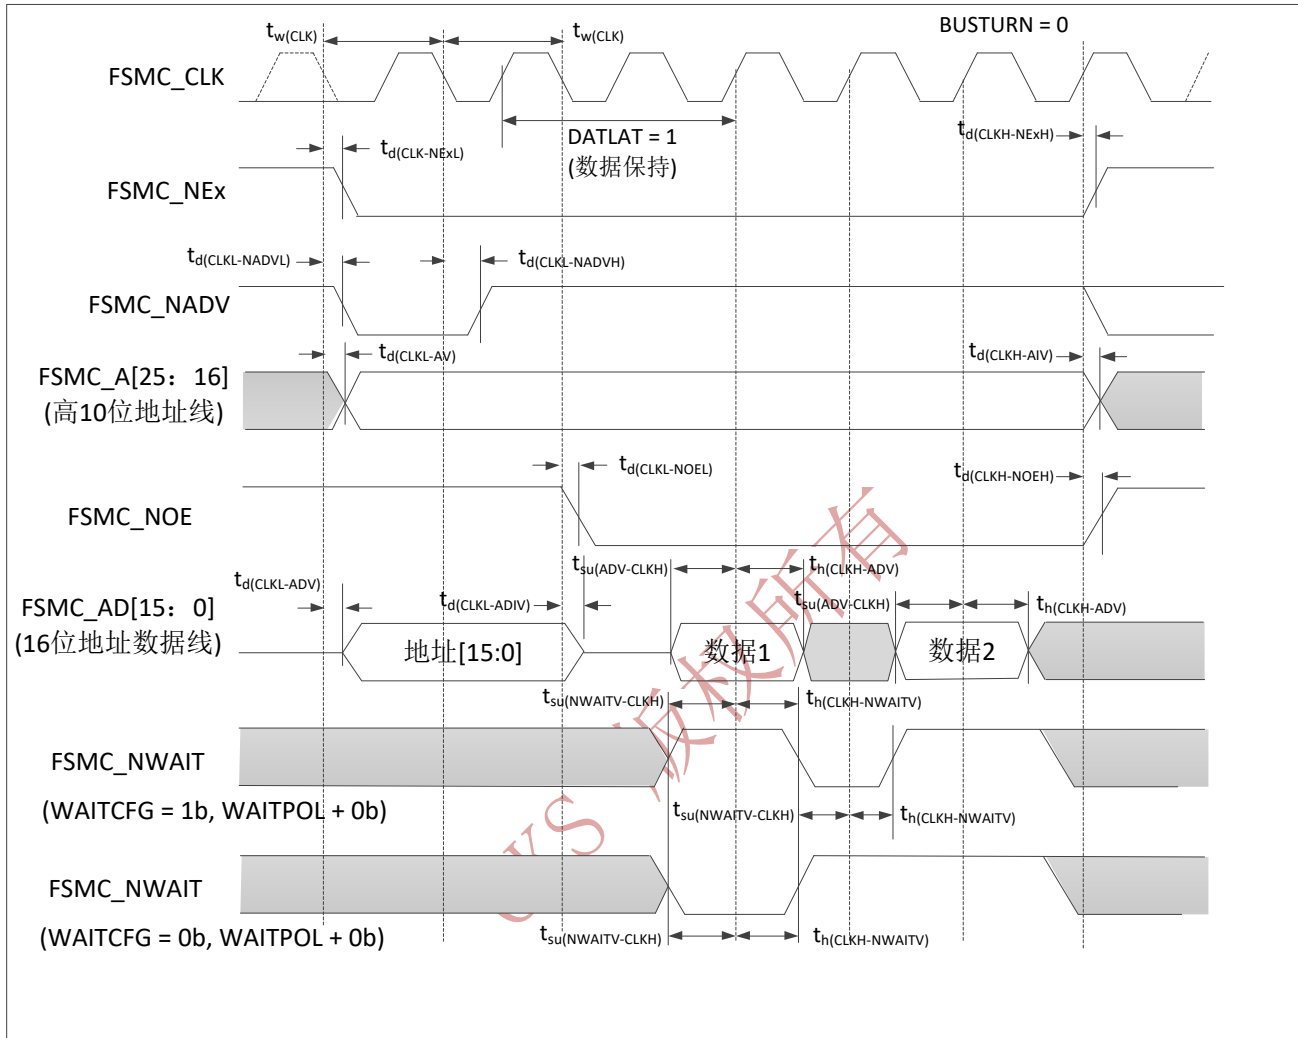 tw(CLK) tw(CLK) BUSTURN = 0
FSMC_CLK
DATLAT = 1
(数据保持)
td(CLK-NExL) td(CLKH-NExH)
FSMC_NEx
td(CLKL-NADVL) td(CLKL-NADVH)
FSMC_NADV
td(CLKL-AV) td(CLKH-AIV)
FSMC_A[25：16]
(高10位地址线)
td(CLKL-NOEL) td(CLKH-NOEH)
FSMC_NOE
tsu(ADV-CLKH) th(CLKH-ADV)
td(CLKL-ADV) td(CLKL-ADIV) tsu(ADV-CLKH) th(CLKH-ADV)
FSMC_AD[15：0]
(16位地址数据线)
地址[15:0] 数据1 数据2
tsu(NWAITV-CLKH) th(CLKH-NWAITV)
FSMC_NWAIT
(WAITCFG = 1b, WAITPOL + 0b)
tsu(NWAITV-CLKH) th(CLKH-NWAITV)
FSMC_NWAIT
(WAITCFG = 0b, WAITPOL + 0b)
tsu(NWAITV-CLKH) th(CLKH-NWAITV)
版权所有